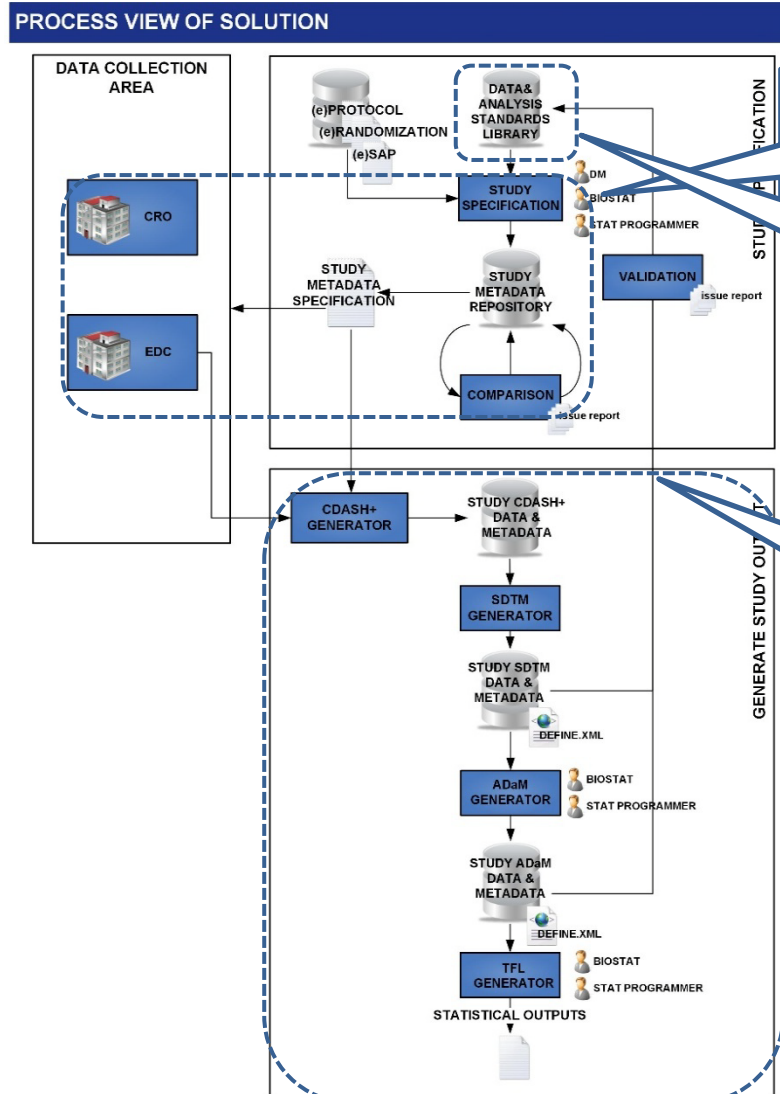 PROCESS VIEW OF SOLUTION
DATA COLLECTION
AREA
CRO
EDC
(e)PROTOCOL
(e)RANDOMIZATION
(e)SAP
DATA&
ANALYSIS
STANDARDS
LIBRARY
STUDY
SPECIFICATION
DM
BIOSTAT
STAT PROGRAMMER
STUDY
METADATA
SPECIFICATION
STUDY
METADATA
REPOSITORY
VALIDATION
issue report
COMPARISON
issue report
CDASH+
GENERATOR
STUDY CDASH+
DATA &
METADATA
SDTM
GENERATOR
STUDY SDTM
DATA &
METADATA
DEFINE.XML
ADaM
GENERATOR
BIOSTAT
STAT PROGRAMMER
STUDY ADaM
DATA &
METADATA
DEFINE.XML
TFL
GENERATOR
BIOSTAT
STAT PROGRAMMER
STATISTICAL OUTPUTS
GENERATE STUDY